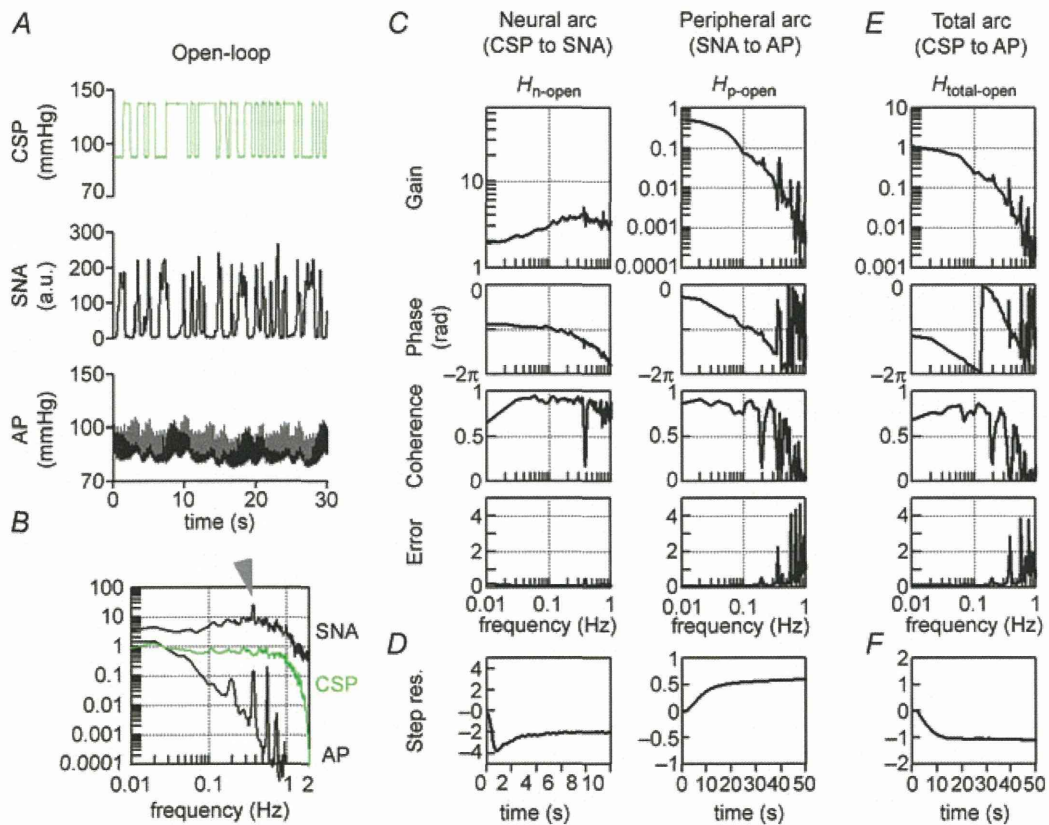 A
Open-loop
CSP
(mmHg)
150
100
70
SNA
(a.u.)
300
200
100
0
AP
(mmHg)
150
100
70
0 10 20 30
time (s)
B
100
10
1
0.1
0.01
0.001
0.0001
SNA
CSP
AP
0.01 0.1 1 2
frequency (Hz)
C
Neural arc
(CSP to SNA)
Peripheral arc
(SNA to AP)
Hn-open
Hp-open
Gain
10
1
1
0.1
0.01
0.001
0.0001
Phase
(rad)
0
–2π
0
–2π
Coherence
1
0.5
0
1
0.5
0
Error
4
2
0
4
2
0
0.01 0.1 1
frequency (Hz)
0.01 0.1 1
frequency (Hz)
D
Step res.
4
2
–0
–2
–4
0 2 4 6 8 10
time (s)
1
0.5
0
–0.5
–1
0 10 20 30 40 50
time (s)
E
Total arc
(CSP to AP)
Htotal-open
10
1
0.1
0.01
0.001
0
–2π
1
0.5
0
4
2
0
0.01 0.1 1
frequency (Hz)
F
2
1
0
–1
–2
0 10 20 30 40 50
time (s)